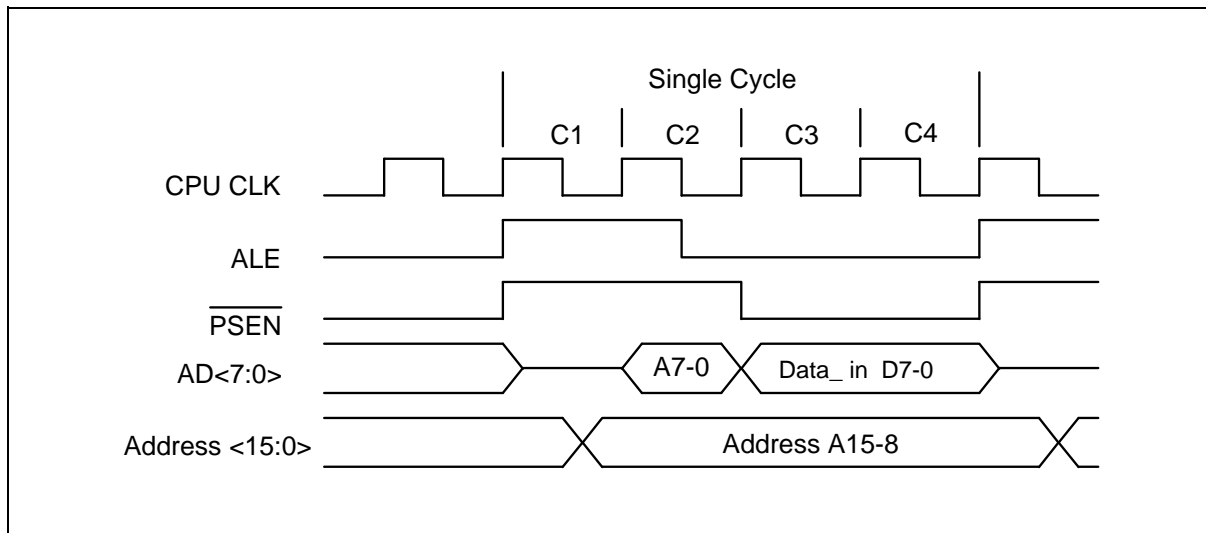 Single Cycle
C1 C2 C3 C4
CPU CLK
ALE
PSEN
AD<7:0> A7-0 Data_ in D7-0
Address <15:0> Address A15-8